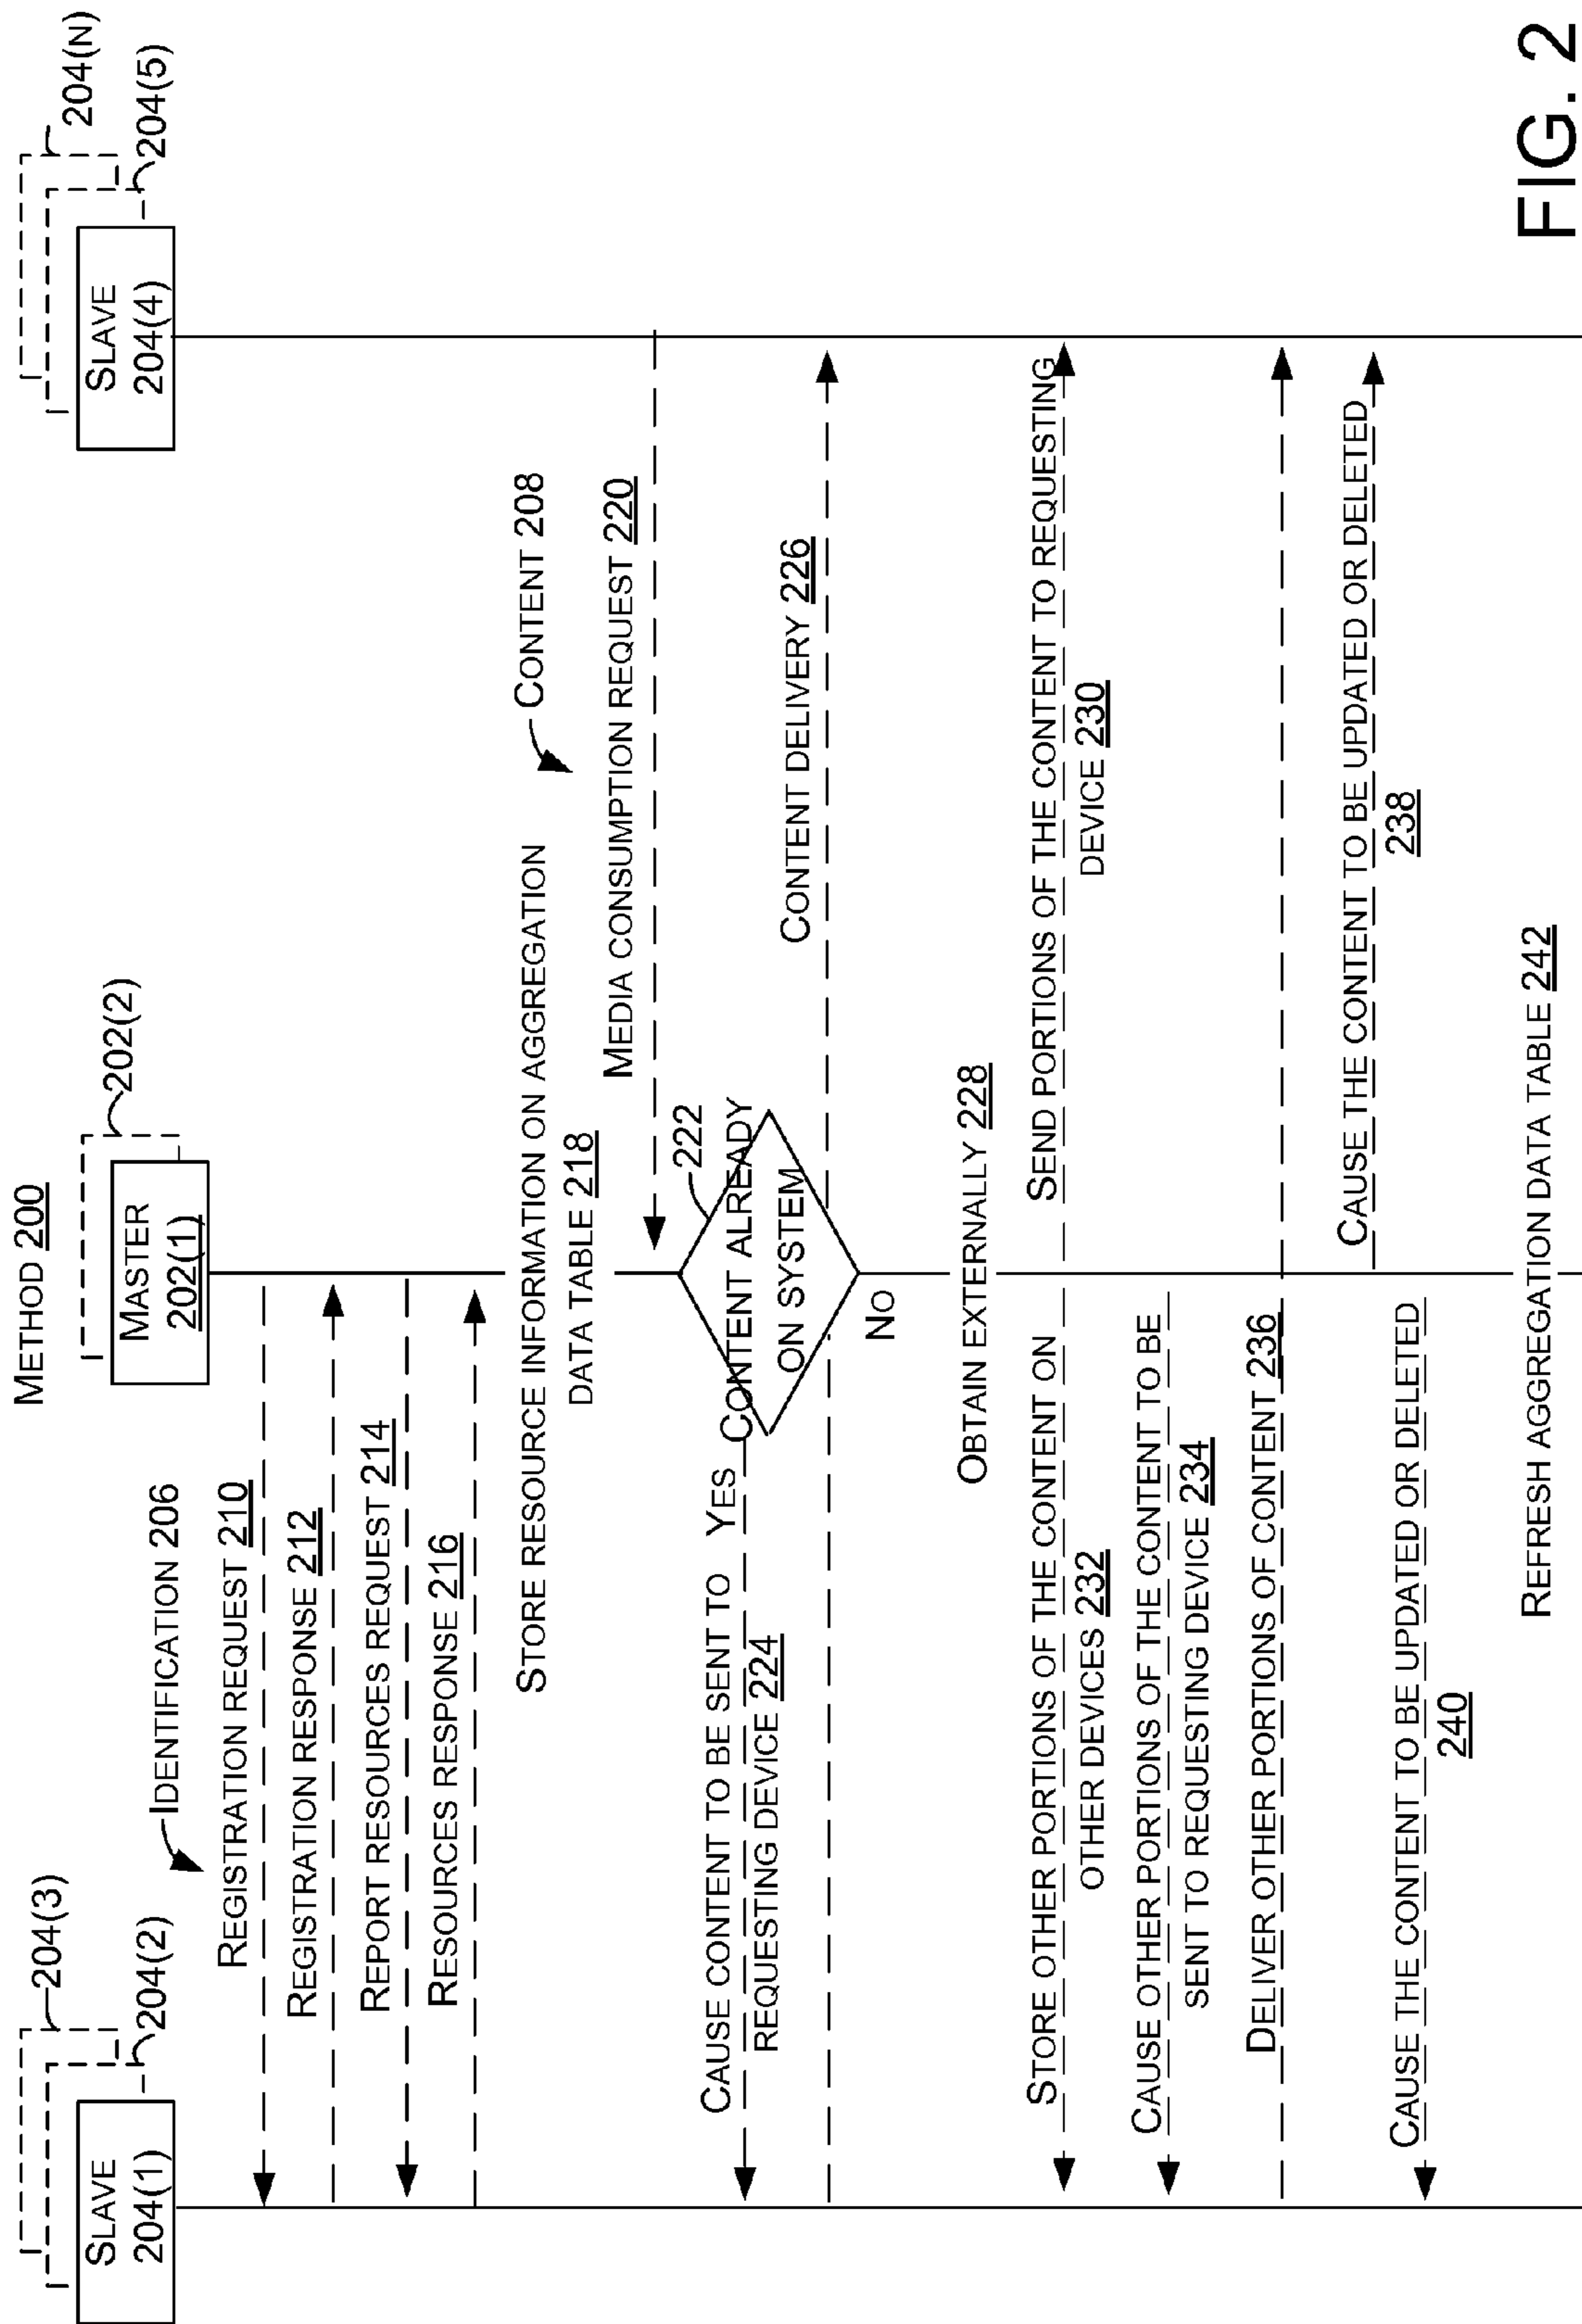 METHOD 200
204(3)
204(2)
SLAVE
204(1)
202(2)
MASTER
202(1)
204(N)
204(5)
SLAVE
204(4)
IDENTIFICATION 206
REGISTRATION REQUEST 210
REGISTRATION RESPONSE 212
REPORT RESOURCES REQUEST 214
RESOURCES RESPONSE 216
STORE RESOURCE INFORMATION ON AGGREGATION
DATA TABLE 218
CONTENT 208
MEDIA CONSUMPTION REQUEST 220
222
CONTENT ALREADY
ON SYSTEM
YES
NO
CAUSE CONTENT TO BE SENT TO
REQUESTING DEVICE 224
CONTENT DELIVERY 226
OBTAIN EXTERNALLY 228
SEND PORTIONS OF THE CONTENT TO REQUESTING
DEVICE 230
STORE OTHER PORTIONS OF THE CONTENT ON
OTHER DEVICES 232
CAUSE OTHER PORTIONS OF THE CONTENT TO BE
SENT TO REQUESTING DEVICE 234
DELIVER OTHER PORTIONS OF CONTENT 236
CAUSE THE CONTENT TO BE UPDATED OR DELETED
238
CAUSE THE CONTENT TO BE UPDATED OR DELETED
240
REFRESH AGGREGATION DATA TABLE 242
FIG. 2